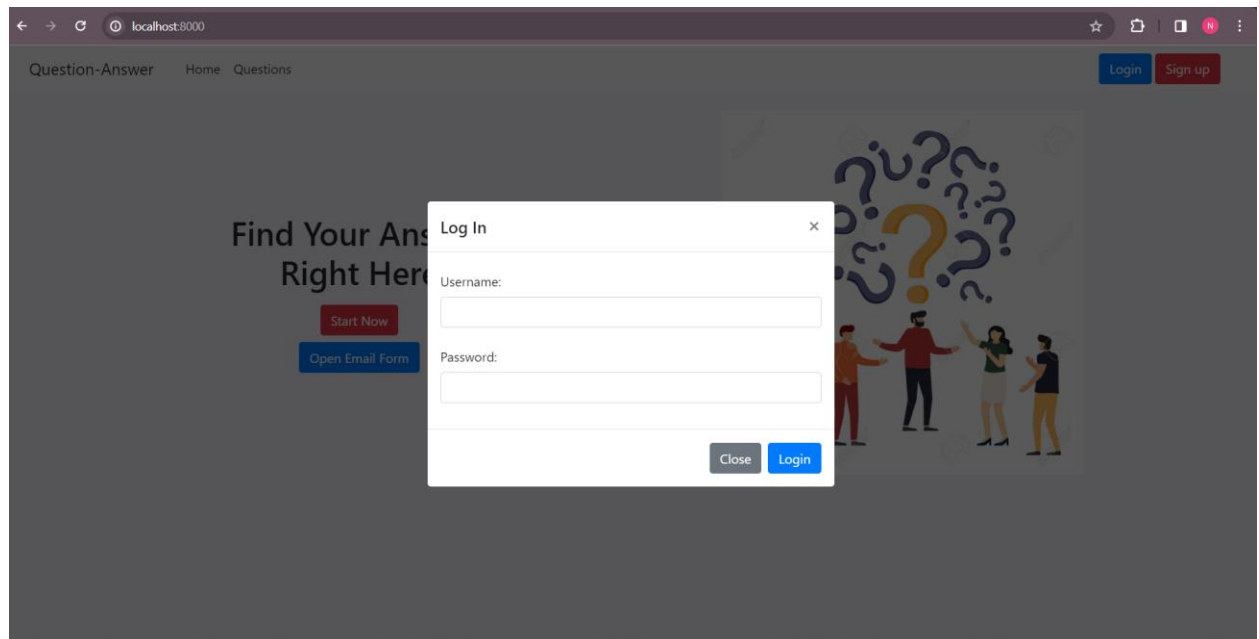 localhost:8000
N
Question-Answer Home Questions Login Sign up
Find Your Ans
Right Her
Start Now
Open Email Form
Log In ×
Username:
Password:
Close Login